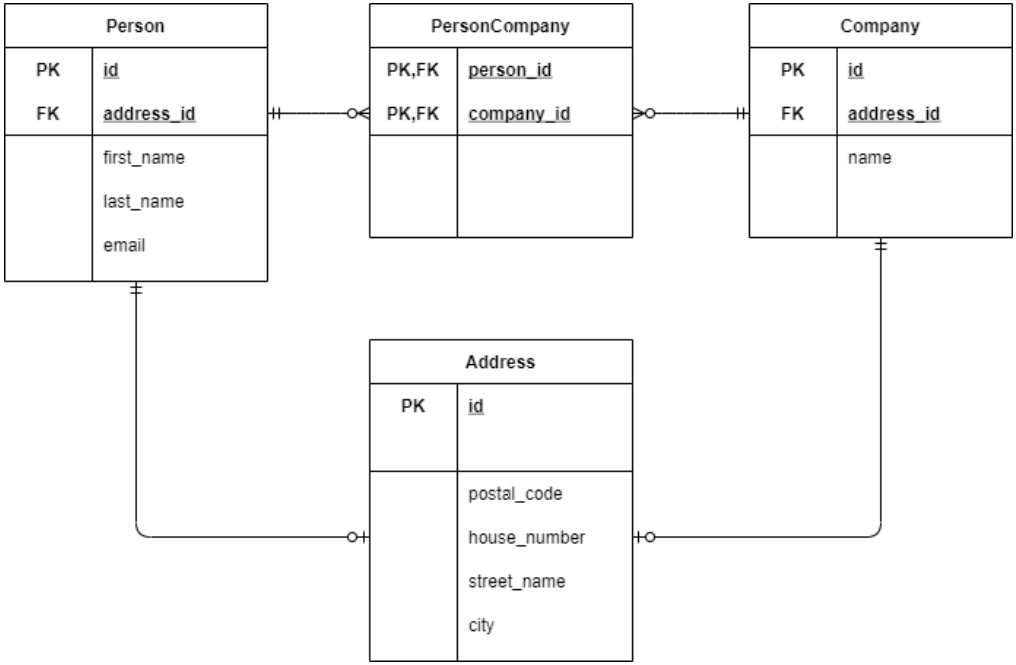 Person
PK id
FK address_id
first_name
last_name
email
PersonCompany
PK,FK person_id
PK,FK company_id
Company
PK id
FK address_id
name
Address
PK id
postal_code
house_number
street_name
city